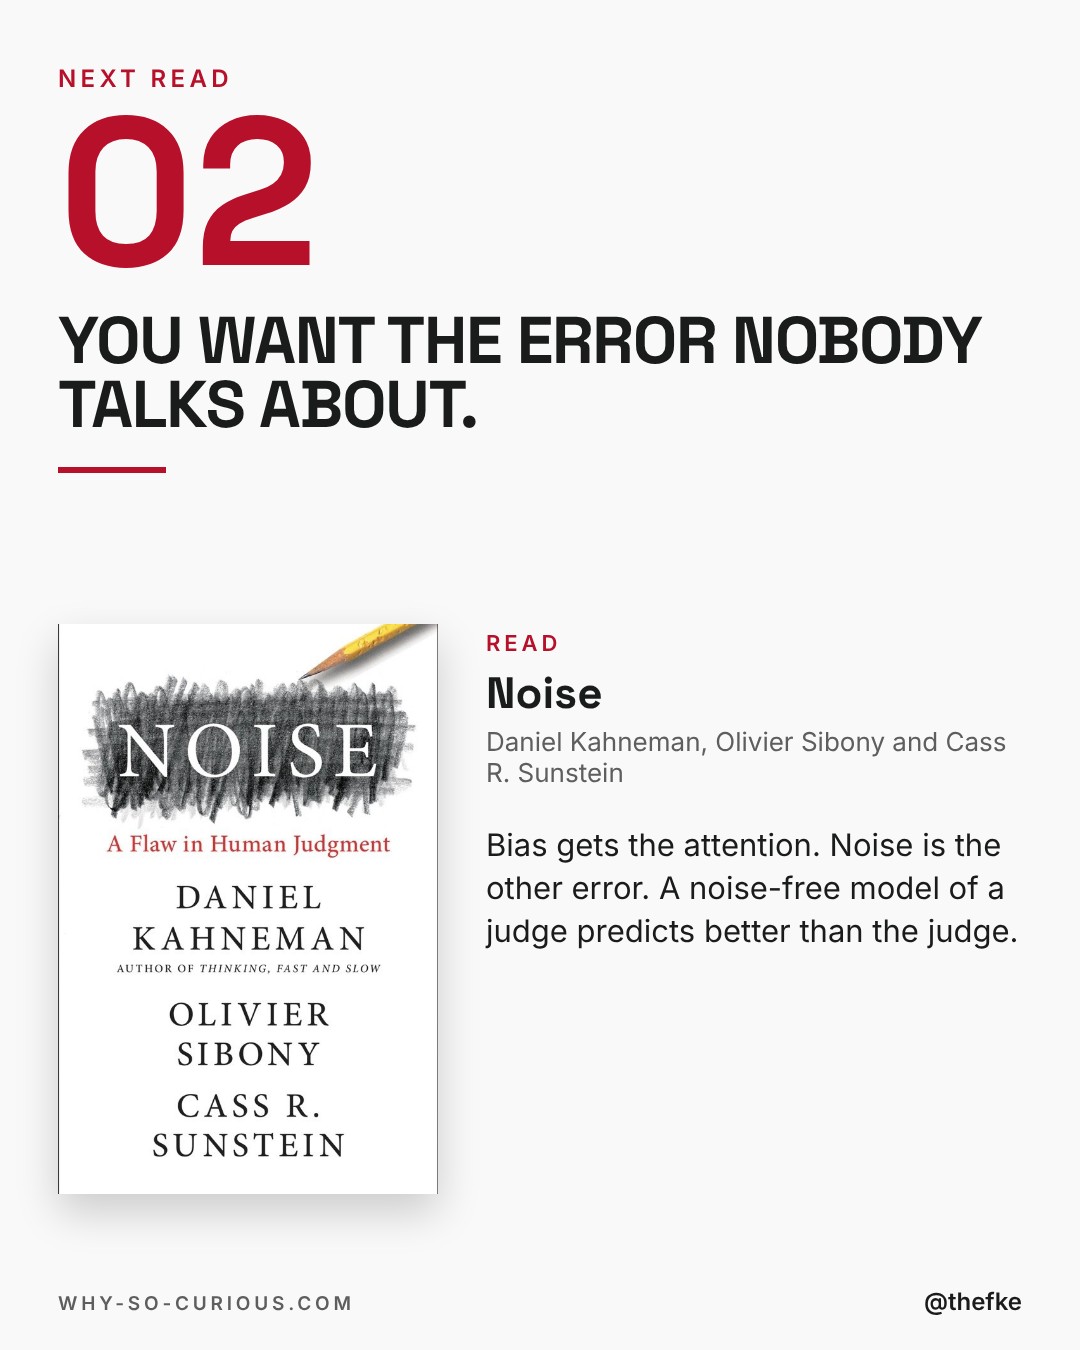 NEXT READ
02
YOU WANT THE ERROR NOBODY
TALKS ABOUT.
NOISE
A Flaw in Human Judgment
DANIEL
KAHNEMAN
AUTHOR OF THINKING, FAST AND SLOW
OLIVIER
SIBONY
CASS R.
SUNSTEIN
READ
Noise
Daniel Kahneman, Olivier Sibony and Cass
R. Sunstein
Bias gets the attention. Noise is the
other error. A noise-free model of a
judge predicts better than the judge.
WHY-SO-CURIOUS.COM
@thefke